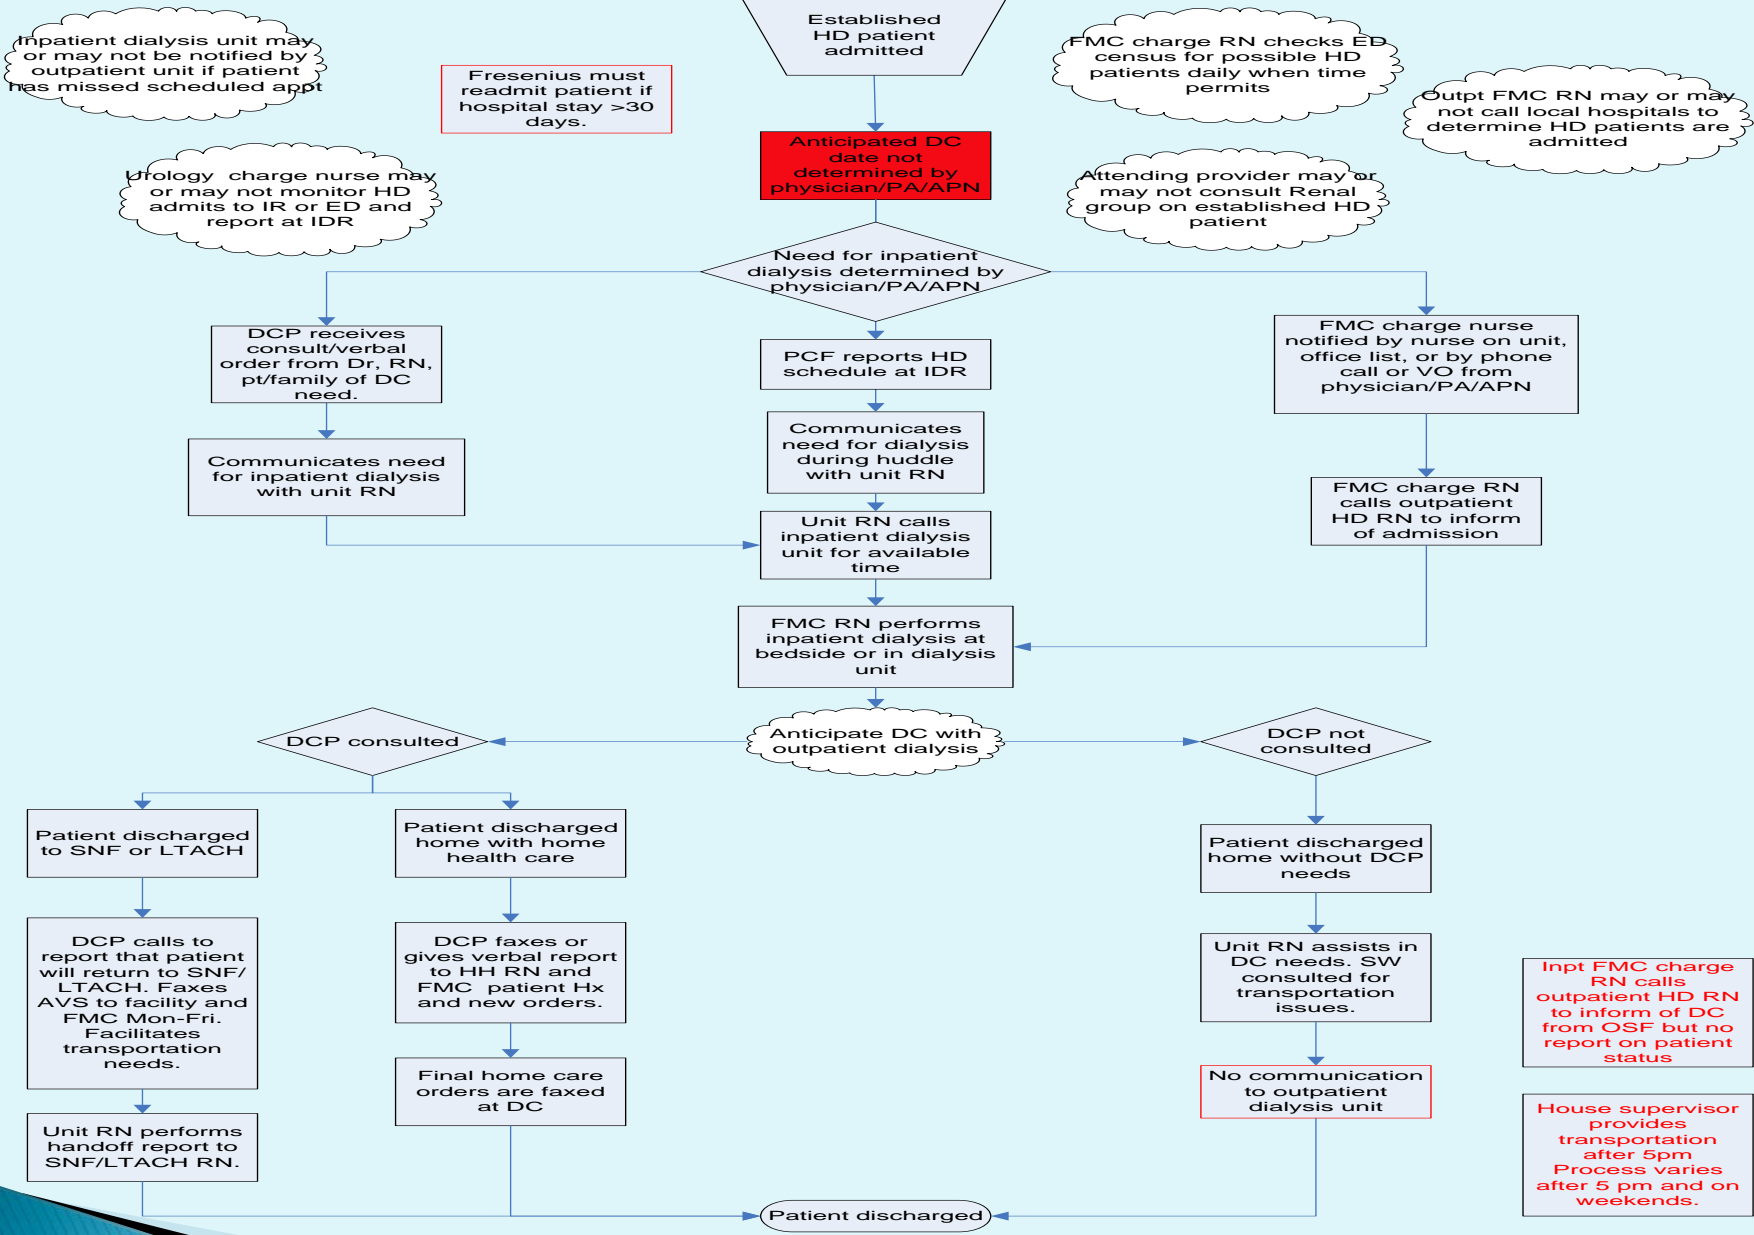 Established
HD patient
admitted
Inpatient dialysis unit may
or may not be notified by
outpatient unit if patient
has missed scheduled appt
Fresenius must
readmit patient if
hospital stay >30
days.
FMC charge RN checks ED
census for possible HD
patients daily when time
permits
Outpt FMC RN may or may
not call local hospitals to
determine HD patients are
admitted
Anticipated DC
date not
determined by
physician/PA/APN
Urology  charge nurse may
or may not monitor HD
admits to IR or ED and
report at IDR
Attending provider may or
may not consult Renal
group on established HD
patient
Need for inpatient
dialysis determined by
physician/PA/APN
DCP receives
consult/verbal
order from Dr, RN,
pt/family of DC
need.
PCF reports HD
schedule at IDR
FMC charge nurse
notified by nurse on unit,
office list, or by phone
call or VO from
physician/PA/APN
Communicates need
for inpatient dialysis
with unit RN
Communicates
need for dialysis
during huddle
with unit RN
FMC charge RN
calls outpatient
HD RN to inform
of admission
Unit RN calls
inpatient dialysis
unit for available
time
FMC RN performs
inpatient dialysis at
bedside or in dialysis
unit
DCP consulted
Anticipate DC with
outpatient dialysis
DCP not
consulted
Patient discharged
to SNF or LTACH
Patient discharged
home with home
health care
Patient discharged
home without DCP
needs
DCP calls to
report that patient
will return to SNF/
LTACH. Faxes
AVS to facility and
FMC Mon-Fri.
Facilitates
transportation
needs.
DCP faxes or
gives verbal report
to HH RN and
FMC  patient Hx
and new orders.
Unit RN assists in
DC needs. SW
consulted for
transportation
issues.
Inpt FMC charge
RN calls
outpatient HD RN
to inform of DC
from OSF but no
report on patient
status
Final home care
orders are faxed
at DC
No communication
to outpatient
dialysis unit
Unit RN performs
handoff report to
SNF/LTACH RN.
House supervisor
provides
transportation
after 5pm
Process varies
after 5 pm and on
weekends.
Patient discharged